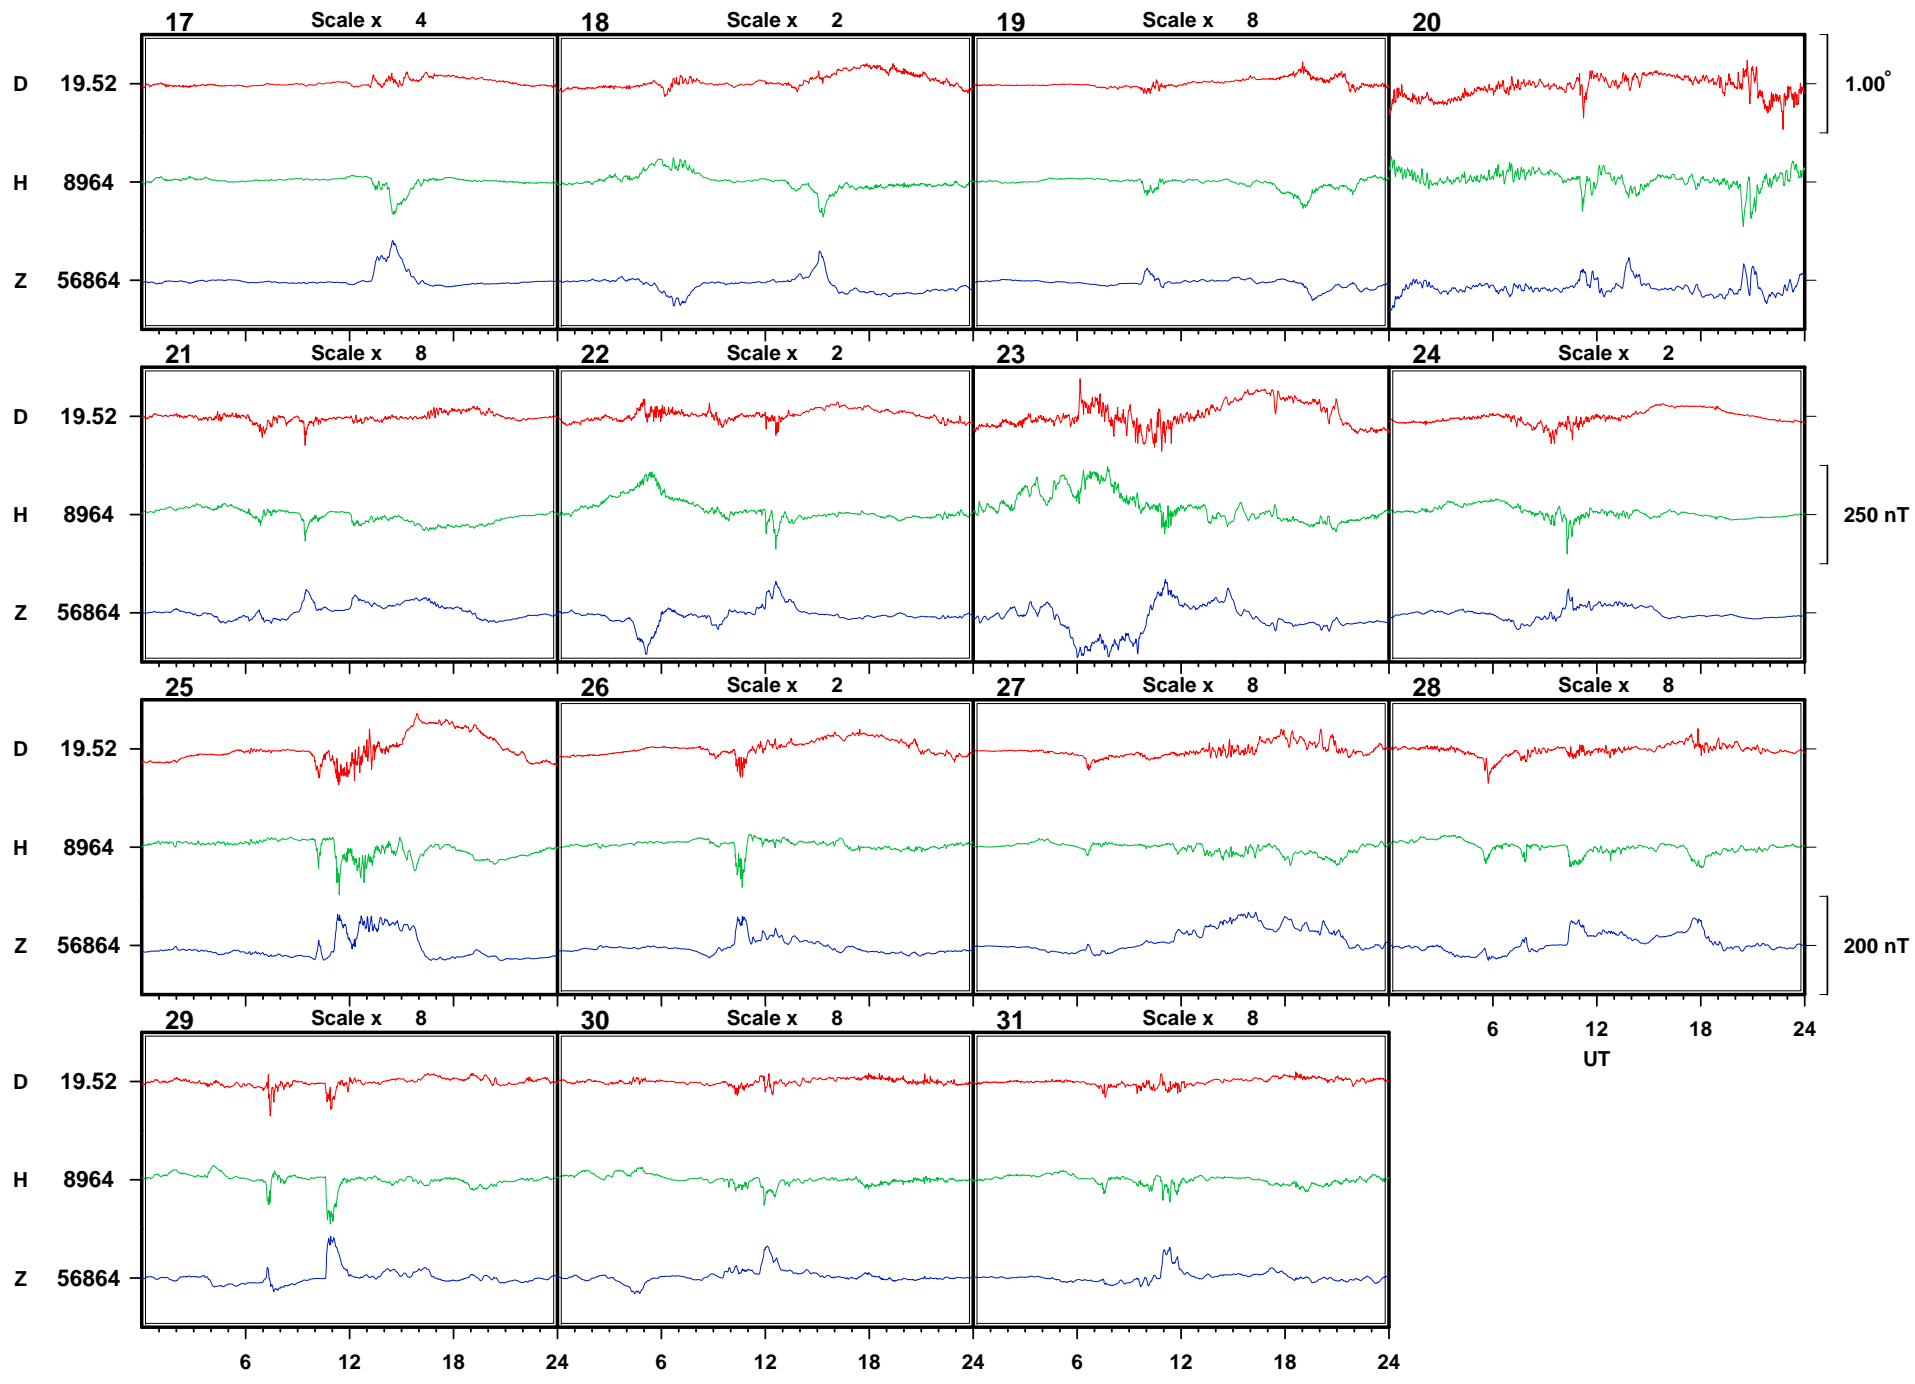 17 Scale x 4 18 Scale x 2 19 Scale x 8 20
D 19.52 1.00°
H 8964
Z 56864
21 Scale x 8 22 Scale x 2 23 24 Scale x 2
D 19.52
H 8964 250 nT
Z 56864
25 26 Scale x 2 27 Scale x 8 28 Scale x 8
D 19.52
H 8964
Z 56864 200 nT
29 Scale x 8 30 Scale x 8 31 Scale x 8
6 12 18 24
UT
D 19.52
H 8964
Z 56864
6 12 18 24 6 12 18 24 6 12 18 24